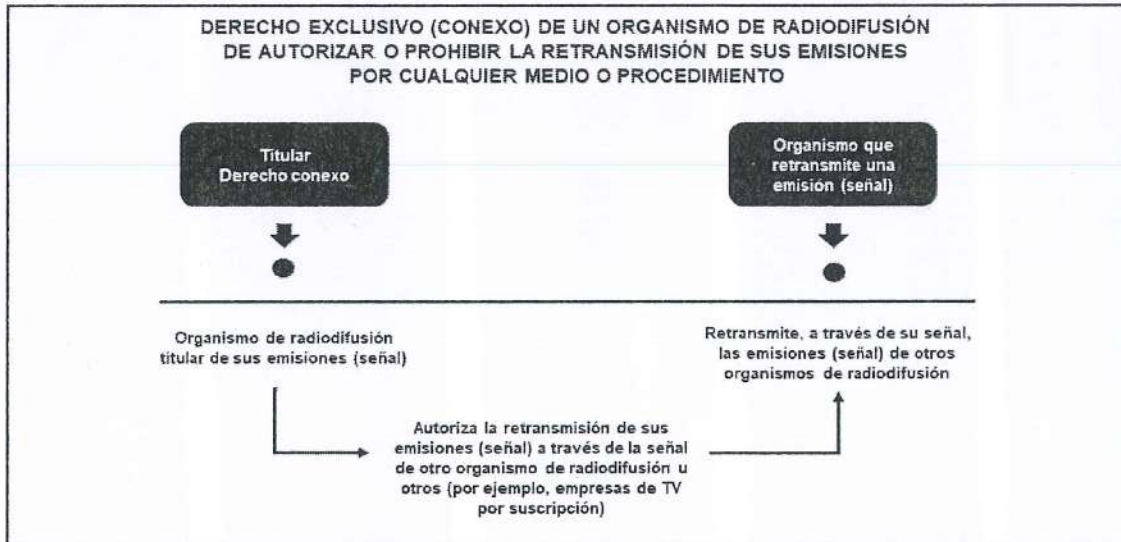 DERECHO EXCLUSIVO (CONEXO) DE UN ORGANISMO DE RADIODIFUSIÓN
DE AUTORIZAR O PROHIBIR LA RETRANSMISIÓN DE SUS EMISIONES
POR CUALQUIER MEDIO O PROCEDIMIENTO
Titular
Derecho conexo
Organismo que
retransmite una
emisión (señal)
Organismo de radiodifusión
titular de sus emisiones (señal)
Retransmite, a través de su señal,
las emisiones (señal) de otros
organismos de radiodifusión
Autoriza la retransmisión de sus
emisiones (señal) a través de la señal
de otro organismo de radiodifusión u
otros (por ejemplo, empresas de TV
por suscripción)